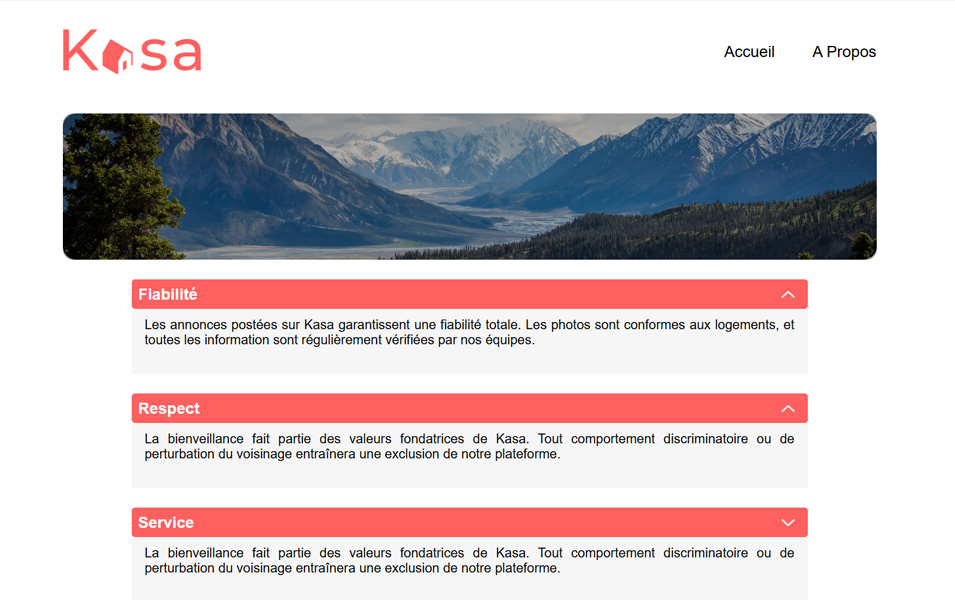 Kasa
Accueil
A Propos
Fiabilité
Les annonces postées sur Kasa garantissent une fiabilité totale. Les photos sont conformes aux logements, et
toutes les information sont régulièrement vérifiées par nos équipes.
Respect
La bienveillance fait partie des valeurs fondatrices de Kasa. Tout comportement discriminatoire ou de
perturbation du voisinage entraînera une exclusion de notre plateforme.
Service
La bienveillance fait partie des valeurs fondatrices de Kasa. Tout comportement discriminatoire ou de
perturbation du voisinage entraînera une exclusion de notre plateforme.